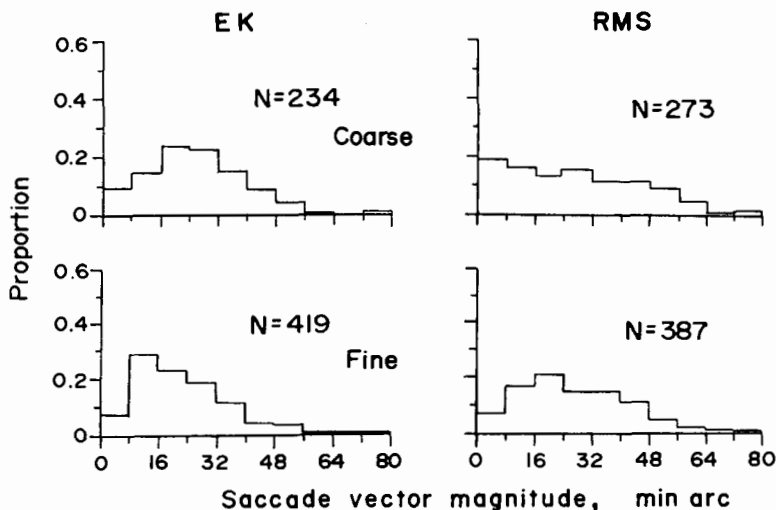 EK RMS
0.6
0.4
0.2
0
N=234
Coarse
N=273
Proportion
0.6
0.4
0.2
0
N=419
Fine
N=387
0 16 32 48 64 80 0 16 32 48 64 80
Saccade vector magnitude, min arc